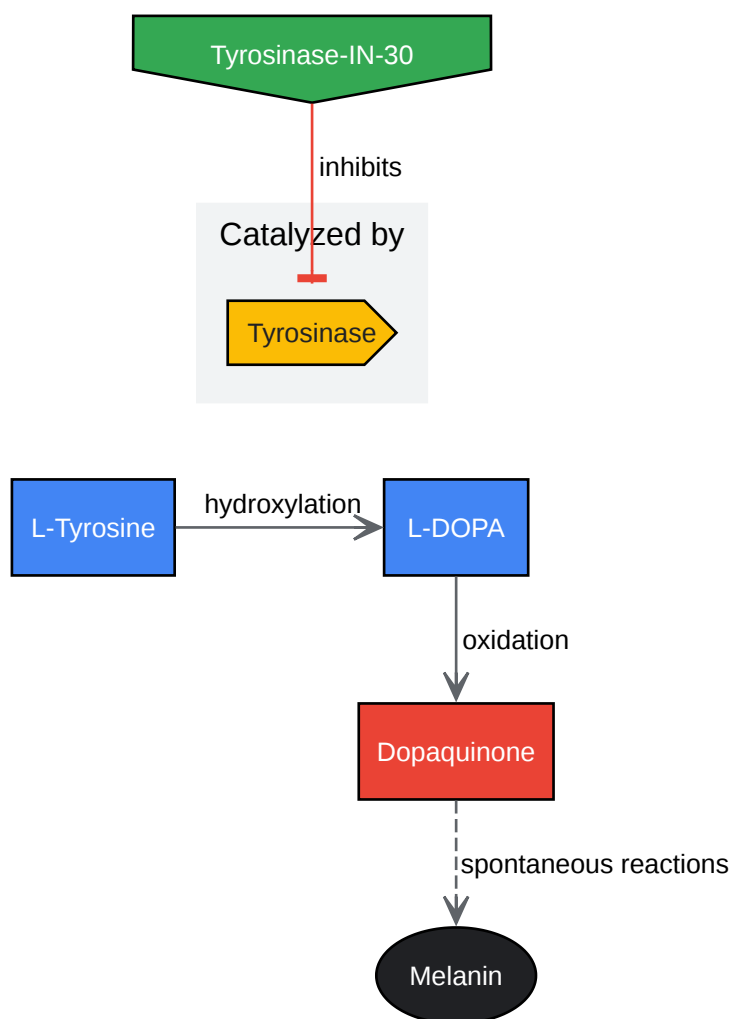 Tyrosinase-IN-30
inhibits
Catalyzed by
Tyrosinase
hydroxylation
L-Tyrosine
L-DOPA
oxidation
Dopaquinone
spontaneous reactions
Melanin